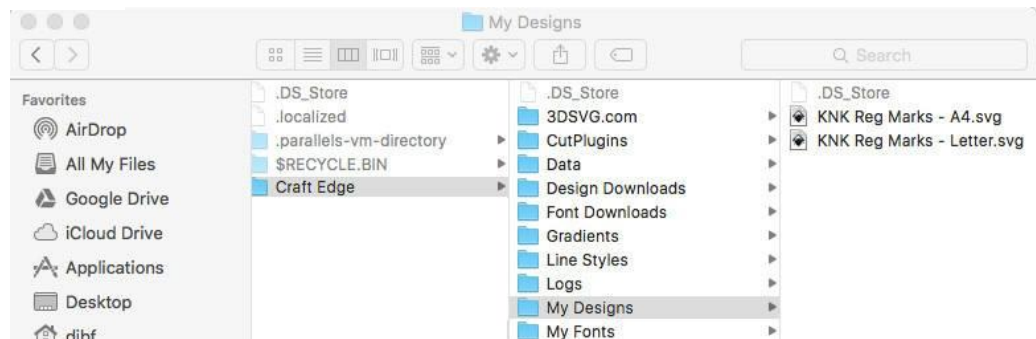 My Designs
Search
Favorites
AirDrop
All My Files
Google Drive
iCloud Drive
Applications
Desktop
dihf
.DS_Store
.localized
.parallels-vm-directory
$RECYCLE.BIN
Craft Edge
.DS_Store
3DSVG.com
CutPlugins
Data
Design Downloads
Font Downloads
Gradients
Line Styles
Logs
My Designs
My Fonts
.DS_Store
KNK Reg Marks - A4.svg
KNK Reg Marks - Letter.svg